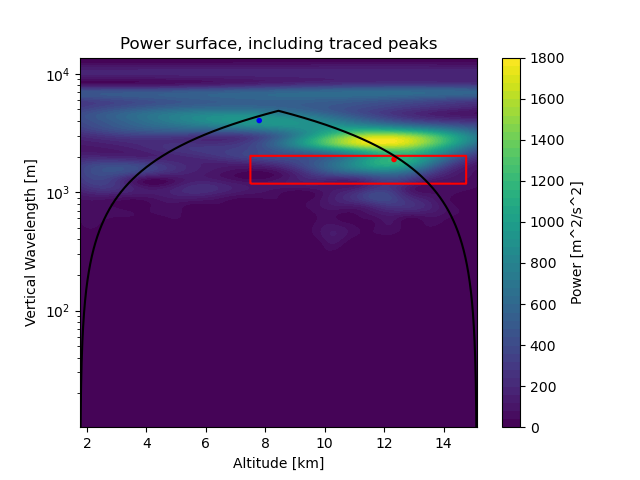 Power surface, including traced peaks
10^4
10^3
10^2
Vertical Wavelength [m]
2 4 6 8 10 12 14
Altitude [km]
1800
1600
1400
1200
1000
800
600
400
200
0
Power [m^2/s^2]